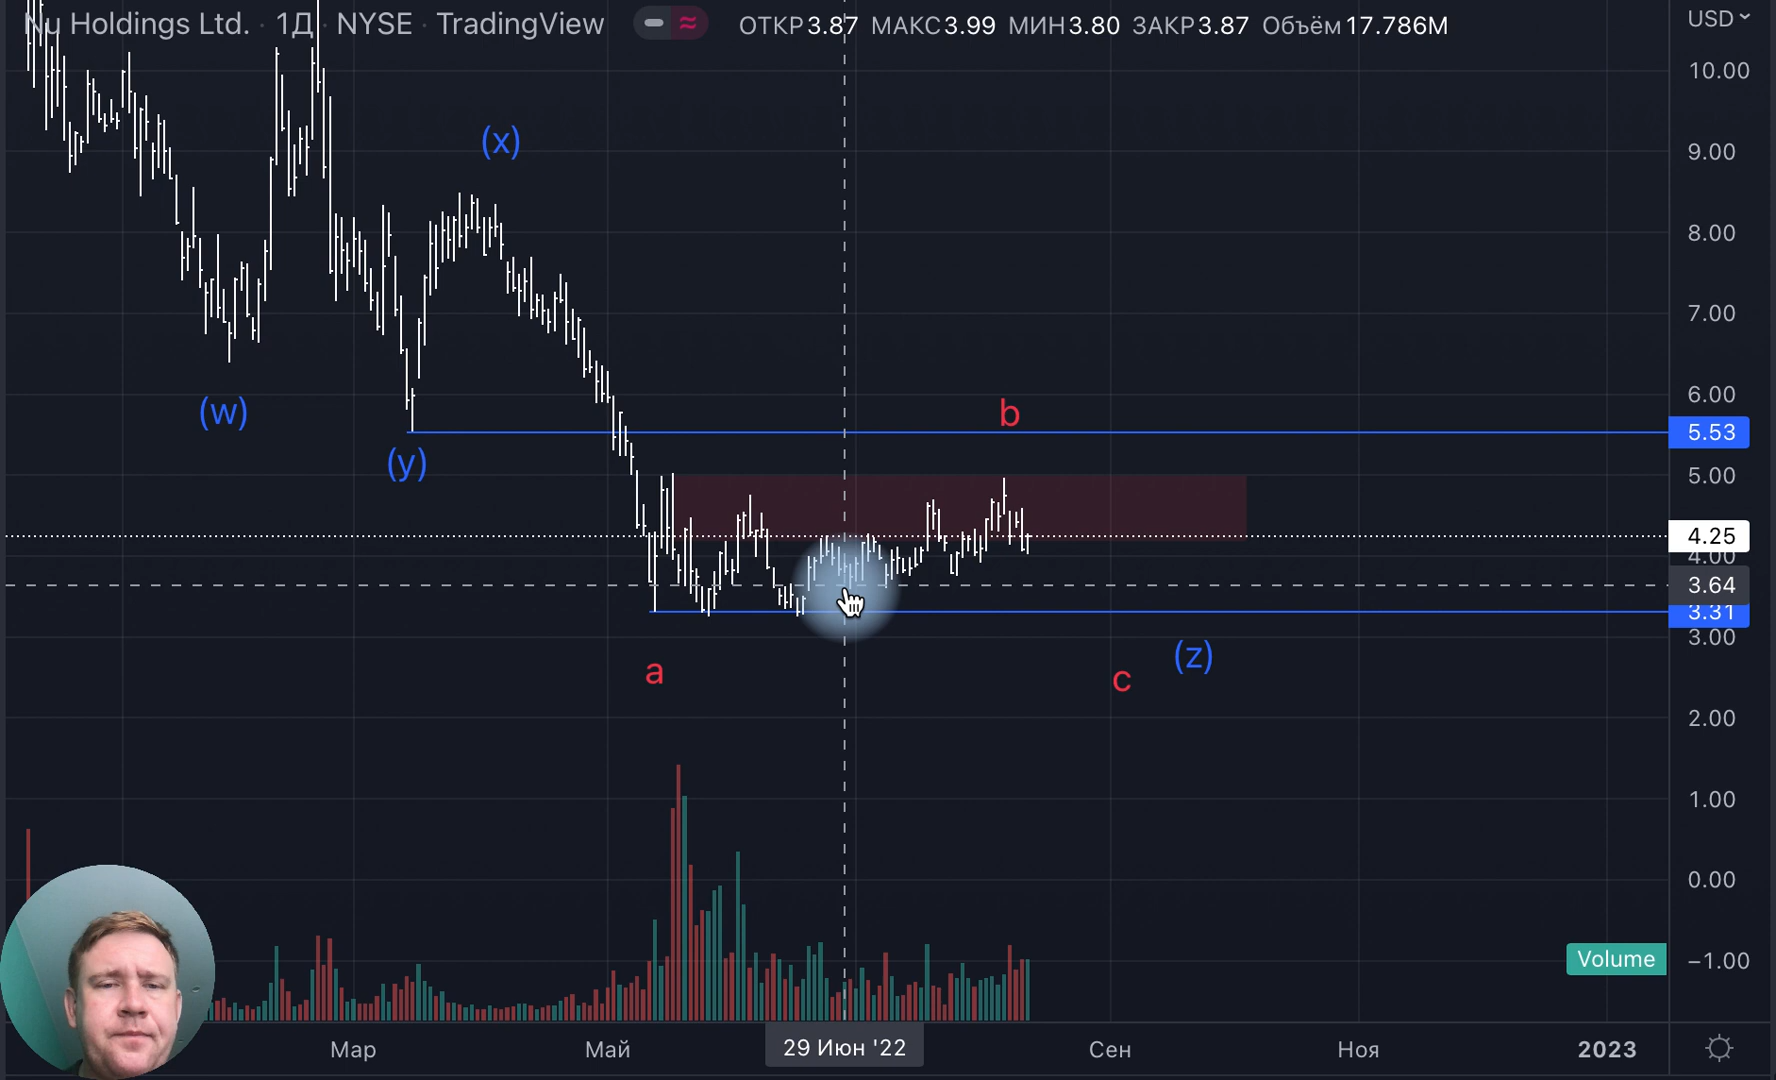 Nu Holdings Ltd. · 1Д · NYSE · TradingView ОТКР3.87 МАКС3.99 МИН3.80 ЗАКР3.87 Объём17.786M
USD
10.00
9.00
(x)
8.00
7.00
6.00
(w)
b
5.53
(y)
5.00
4.25
4.00
3.64
3.31
3.00
(z)
a
c
2.00
1.00
0.00
Volume
−1.00
Мар
Май
29 Июн '22
Сен
Ноя
2023